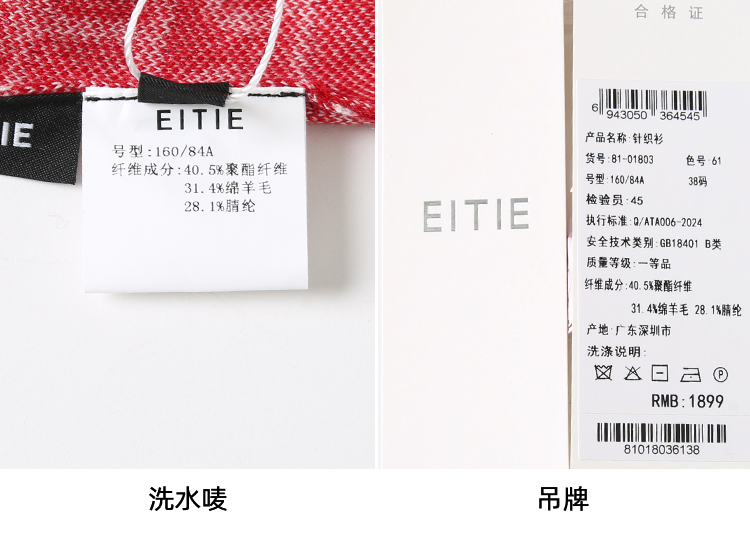 IE
EITIE
号型:160/84A
纤维成分:40.5%聚酯纤维
31.4%绵羊毛
28.1%腈纶
EITIE
合格证
6 943050 364545
产品名称:针织衫
货号:81-01803 色号:61
号型:160/84A 38码
检验员:45
执行标准:Q/ATA006-2024
安全技术类别:GB18401 B类
质量等级:一等品
纤维成分:40.5%聚酯纤维
31.4%绵羊毛 28.1%腈纶
产地:广东深圳市
洗涤说明:
P
RMB:1899
81018036138
洗水唛
吊牌